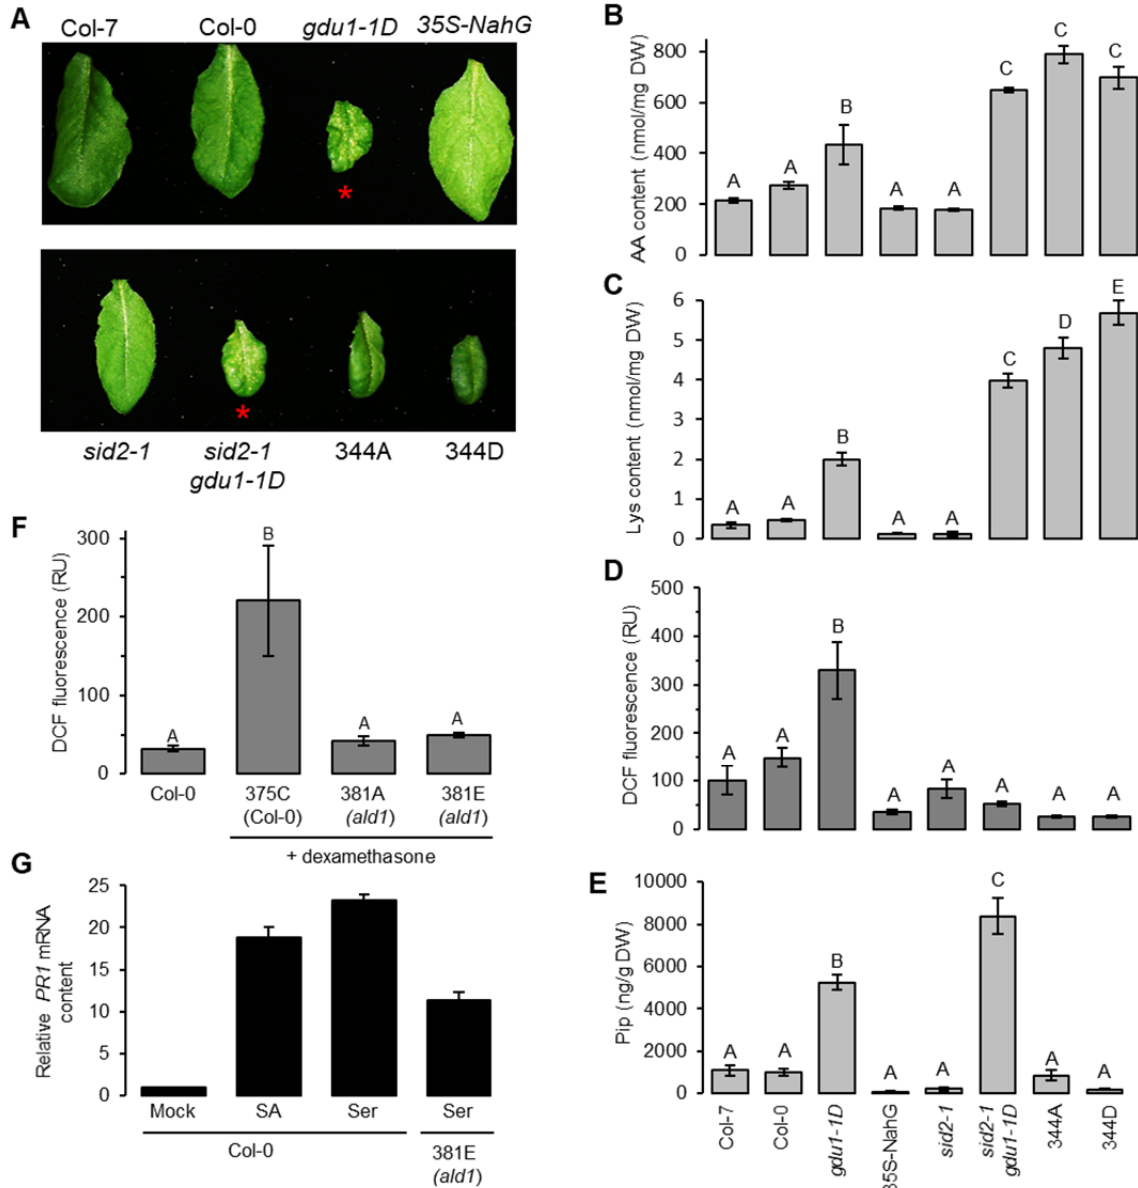 A
Col-7 Col-0 gdu1-1D 35S-NahG
*
*
sid2-1 sid2-1 344A 344D
gdu1-1D
B
AA content (nmol/mg DW)
800
600
400
200
0
A A B A A C C C
C
Lys content (nmol/mg DW)
6
5
4
3
2
1
0
A A B A A C D E
D
DCF fluorescence (RU)
500
400
300
200
100
0
A A B A A A A A
E
Pip (ng/g DW)
10000
8000
6000
4000
2000
0
A A B A A C A A
Col-7
Col-0
gdu1-1D
35S-NahG
sid2-1
sid2-1
gdu1-1D
344A
344D
F
DCF fluorescence (RU)
300
200
100
0
A B A A
Col-0 375C 381A 381E
(Col-0) (ald1) (ald1)
+ dexamethasone
G
Relative PR1 mRNA
content
25
20
15
10
5
0
Mock SA Ser Ser
Col-0 381E
(ald1)